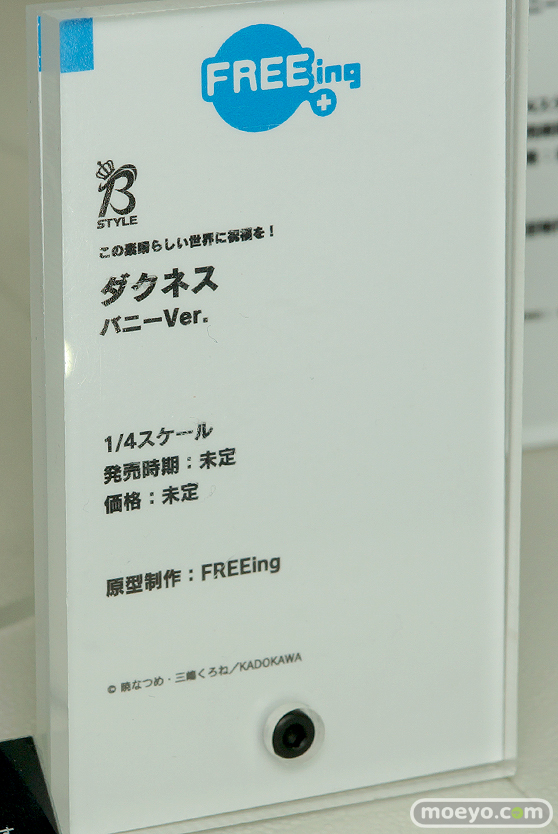 FREEing
B
STYLE
この素晴らしい世界に祝福を！
ダクネス
バニーVer.
1/4スケール
発売時期：未定
価格：未定
原型制作：FREEing
© 暁なつめ・三嶋くろね／KADOKAWA
moeyo.com